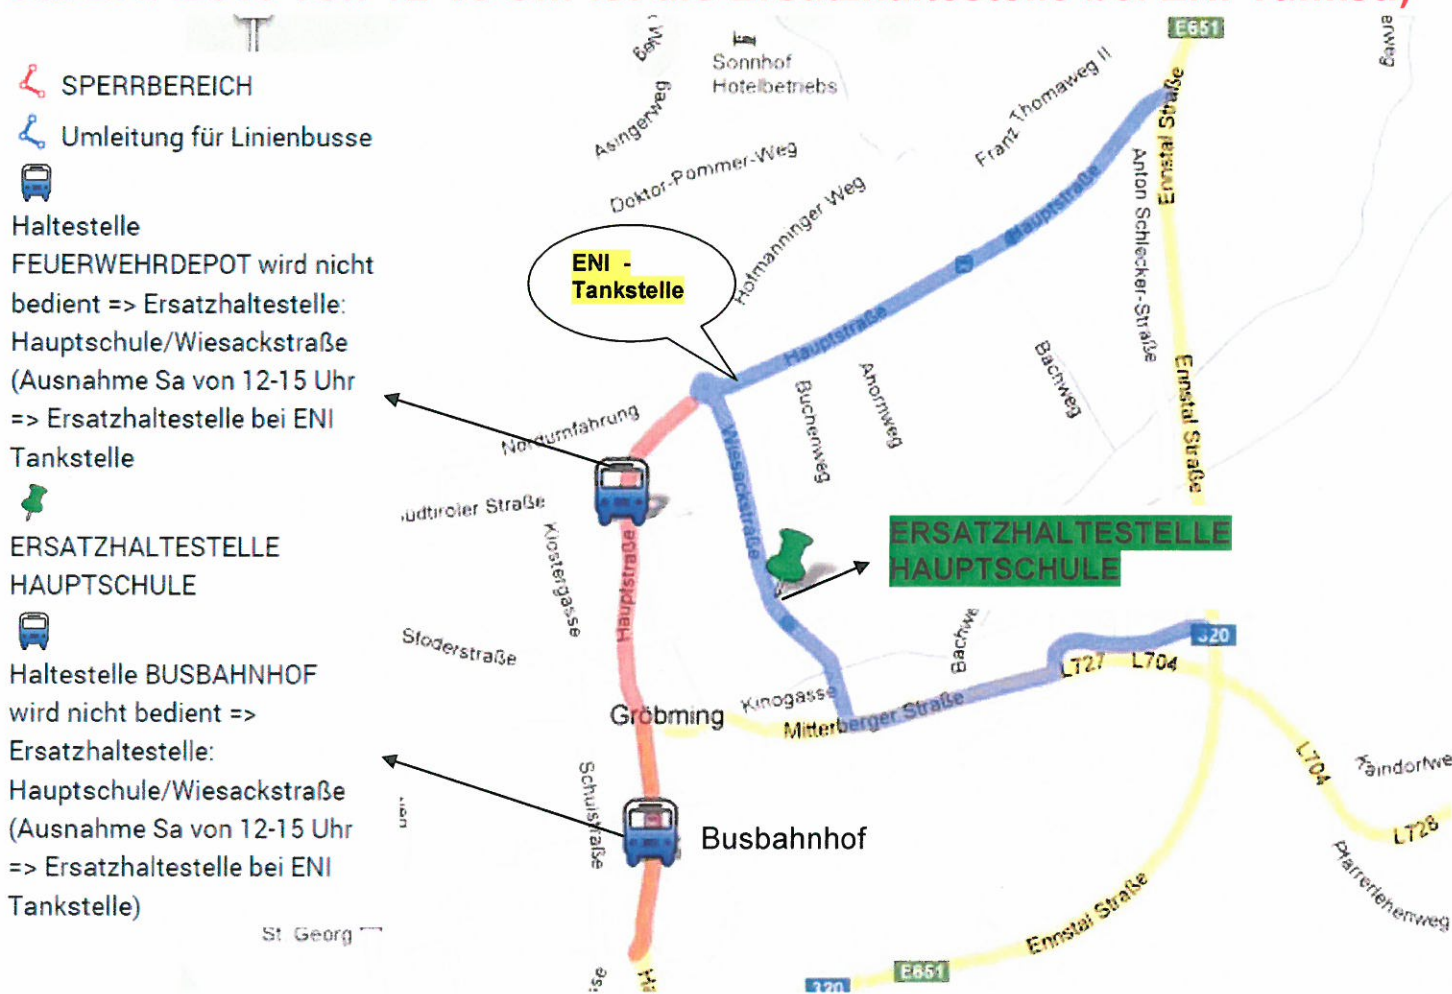 SPERRBEREICH
Umleitung für Linienbusse
Haltestelle
FEUERWEHRDEPOT wird nicht
bedient => Ersatzhaltestelle:
Hauptschule/Wiesackstraße
(Ausnahme Sa von 12-15 Uhr
=> Ersatzhaltestelle bei ENI
Tankstelle
ERSATZHALTESTELLE
HAUPTSCHULE
Haltestelle BUSBAHNHOF
wird nicht bedient =>
Ersatzhaltestelle:
Hauptschule/Wiesackstraße
(Ausnahme Sa von 12-15 Uhr
=> Ersatzhaltestelle bei ENI
Tankstelle)
St Georg
Weg
Sonnhof
Hotelbetriebs
Asingerweg
Doktor-Pommer-Weg
Hofmanninger Weg
Franz Thomaweg II
E651
Ennstal Straße
Anton Schlecker-Straße
Hauptstraße
Hauptstraße
ENI -
Tankstelle
Nordumfahrung
Buchenweg
Ahornweg
Bachweg
Ennstal Straße
Wiesackstraße
Klostergasse
Hauptstraße
ERSATZHALTESTELLE
HAUPTSCHULE
Stoderstraße
Kinogasse
Gröbming
Mitterberger Straße
L727
L704
320
L704
L728
Schulstraße
Busbahnhof
Pfarrerlehenweg
Ennstal Straße
E651
320